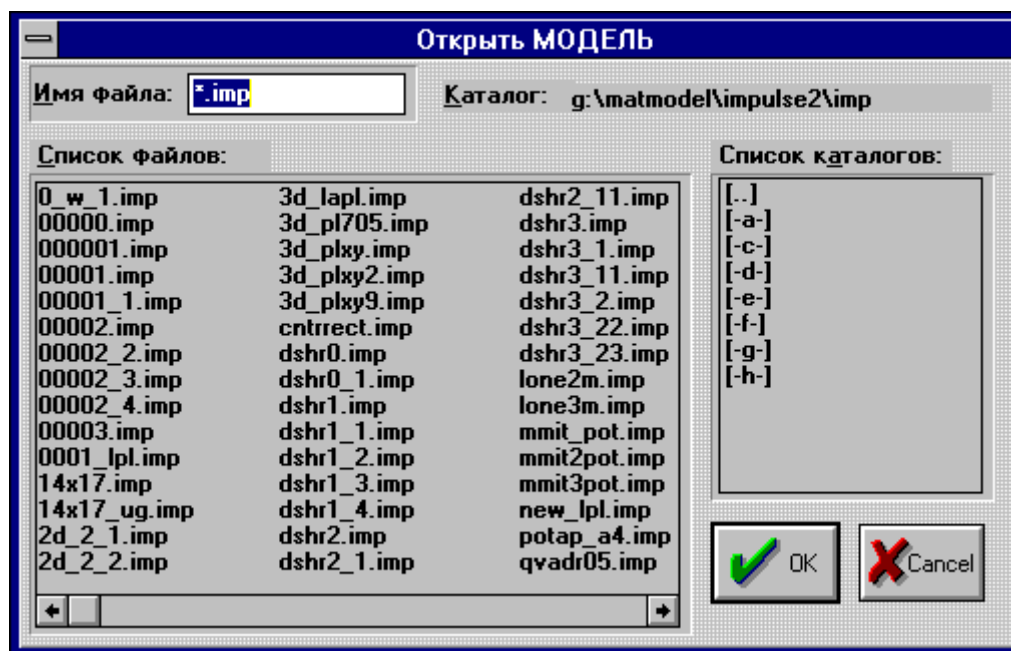 Открыть МОДЕЛЬ
Имя файла: *.imp
Каталог: g:\matmodel\impulse2\imp
Список файлов:
0_w_1.imp
00000.imp
000001.imp
00001.imp
00001_1.imp
00002.imp
00002_2.imp
00002_3.imp
00002_4.imp
00003.imp
0001_lpl.imp
14x17.imp
14x17_ug.imp
2d_2_1.imp
2d_2_2.imp
3d_lapl.imp
3d_pl705.imp
3d_plxy.imp
3d_plxy2.imp
3d_plxy9.imp
cntrrect.imp
dshr0.imp
dshr0_1.imp
dshr1.imp
dshr1_1.imp
dshr1_2.imp
dshr1_3.imp
dshr1_4.imp
dshr2.imp
dshr2_1.imp
dshr2_11.imp
dshr3.imp
dshr3_1.imp
dshr3_11.imp
dshr3_2.imp
dshr3_22.imp
dshr3_23.imp
lone2m.imp
lone3m.imp
mmit_pot.imp
mmit2pot.imp
mmit3pot.imp
new_lpl.imp
potap_a4.imp
qvadr05.imp
Список каталогов:
[..]
[-a-]
[-c-]
[-d-]
[-e-]
[-f-]
[-g-]
[-h-]
OK
Cancel